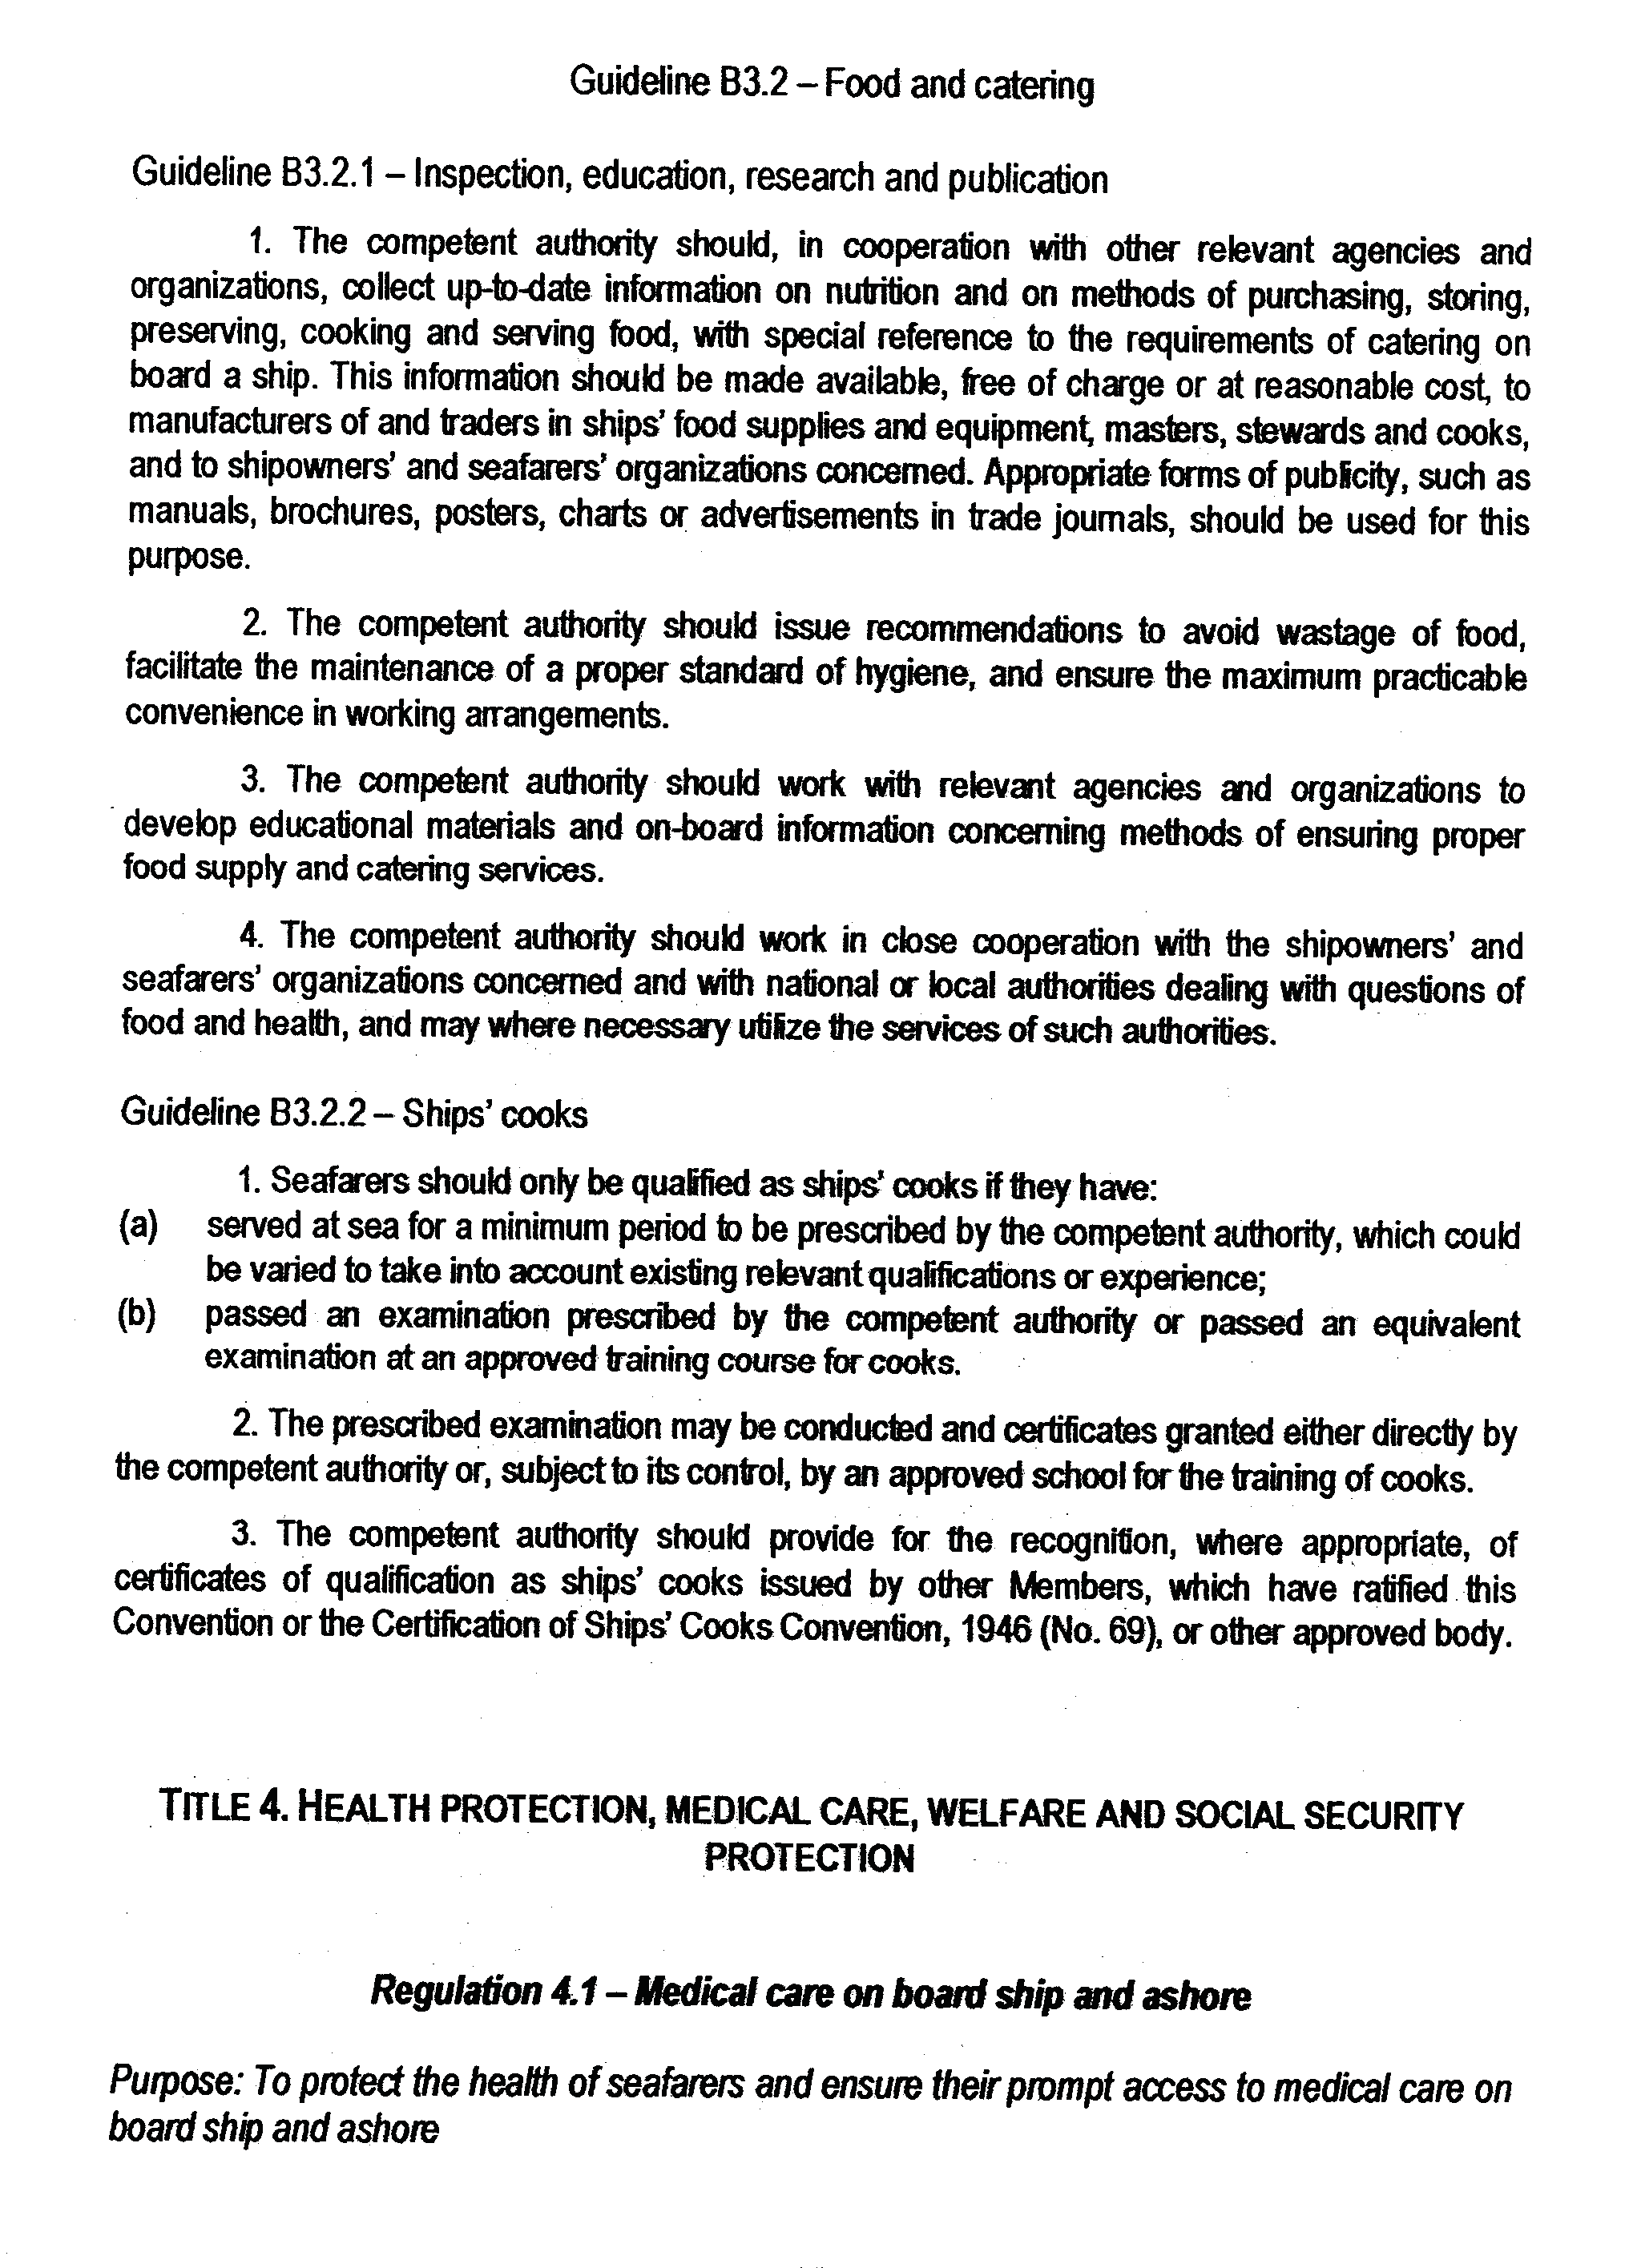 Guideline B3.2 – Food and catering
Guideline B3.2.1 – Inspection, education, research and publication
1. The competent authority should, in cooperation with other relevant agencies and
organizations, collect up-to-date information on nutrition and on methods of purchasing, storing,
preserving, cooking and serving food, with special reference to the requirements of catering on
board a ship. This information should be made available, free of charge or at reasonable cost, to
manufacturers of and traders in ships' food supplies and equipment, masters, stewards and cooks,
and to shipowners' and seafarers' organizations concerned. Appropriate forms of publicity, such as
manuals, brochures, posters, charts or advertisements in trade journals, should be used for this
purpose.
2. The competent authority should issue recommendations to avoid wastage of food,
facilitate the maintenance of a proper standard of hygiene, and ensure the maximum practicable
convenience in working arrangements.
3. The competent authority should work with relevant agencies and organizations to
develop educational materials and on-board information concerning methods of ensuring proper
food supply and catering services.
4. The competent authority should work in close cooperation with the shipowners' and
seafarers' organizations concerned and with national or local authorities dealing with questions of
food and health, and may where necessary utilize the services of such authorities.
Guideline B3.2.2 – Ships' cooks
1. Seafarers should only be qualified as ships' cooks if they have:
(a) served at sea for a minimum period to be prescribed by the competent authority, which could
be varied to take into account existing relevant qualifications or experience;
(b) passed an examination prescribed by the competent authority or passed an equivalent
examination at an approved training course for cooks.
2. The prescribed examination may be conducted and certificates granted either directly by
the competent authority or, subject to its control, by an approved school for the training of cooks.
3. The competent authority should provide for the recognition, where appropriate, of
certificates of qualification as ships' cooks issued by other Members, which have ratified this
Convention or the Certification of Ships' Cooks Convention, 1946 (No. 69), or other approved body.
TITLE 4. HEALTH PROTECTION, MEDICAL CARE, WELFARE AND SOCIAL SECURITY
PROTECTION
Regulation 4.1 – Medical care on board ship and ashore
Purpose: To protect the health of seafarers and ensure their prompt access to medical care on
board ship and ashore